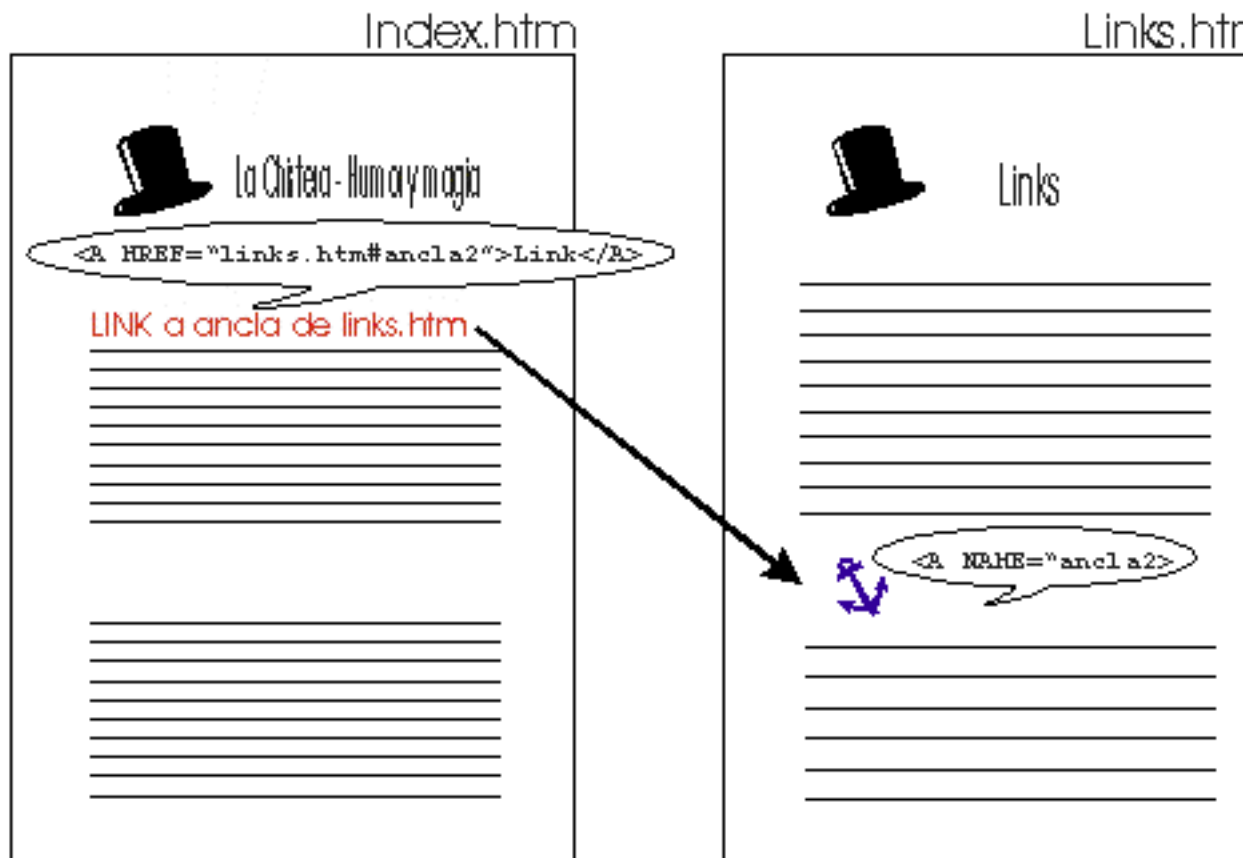 Index.htm
La Chistera - Humor y magia
<A HREF="links.htm#ancla2">Link</A>
LINK a ancla de links.htm
Links.htm
Links
<A NAME="ancla2>